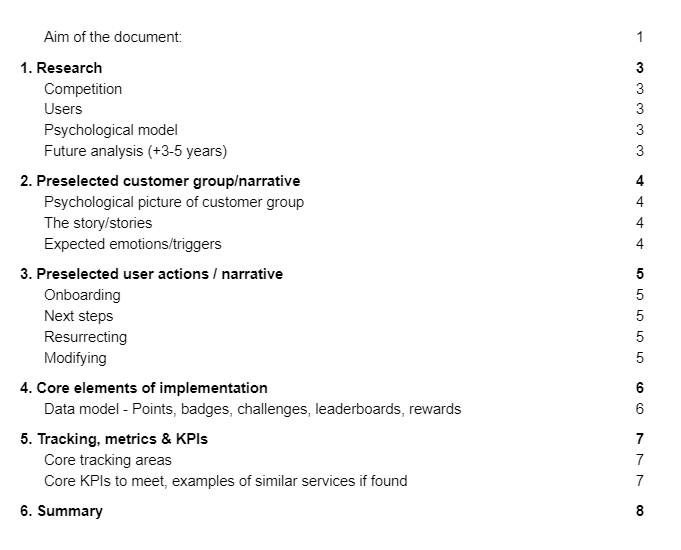 Aim of the document: 1
1. Research 3
Competition 3
Users 3
Psychological model 3
Future analysis (+3-5 years) 3
2. Preselected customer group/narrative 4
Psychological picture of customer group 4
The story/stories 4
Expected emotions/triggers 4
3. Preselected user actions / narrative 5
Onboarding 5
Next steps 5
Resurrecting 5
Modifying 5
4. Core elements of implementation 6
Data model - Points, badges, challenges, leaderboards, rewards 6
5. Tracking, metrics & KPIs 7
Core tracking areas 7
Core KPIs to meet, examples of similar services if found 7
6. Summary 8